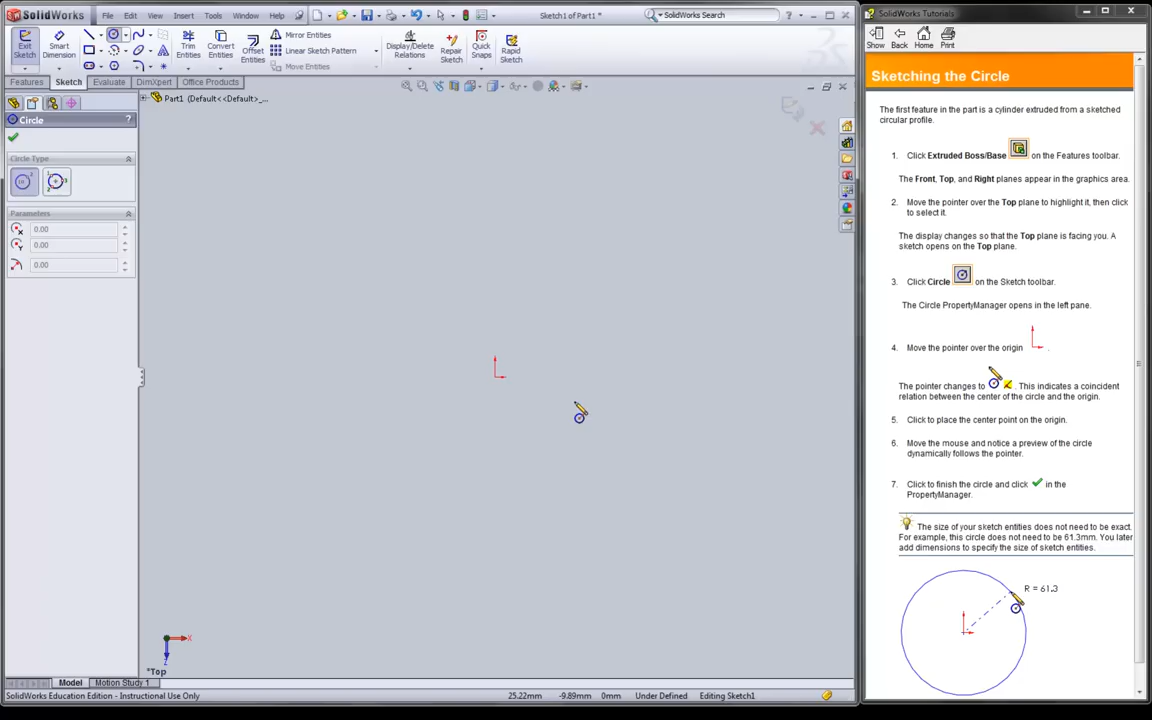 SolidWorks
File Edit View Insert Tools Window Help
Sketch1 of Part1 *
SolidWorks Search
?
Exit Sketch
Smart Dimension
Trim Entities
Convert Entities
Offset Entities
Mirror Entities
Linear Sketch Pattern
Move Entities
Display/Delete Relations
Repair Sketch
Quick Snaps
Rapid Sketch
Features Sketch Evaluate DimXpert Office Products
Part1 (Default<<Default>_...
Circle ?
Circle Type
Parameters
0.00
0.00
0.00
X
Z
*Top
Model Motion Study 1
SolidWorks Education Edition - Instructional Use Only
25.22mm -9.89mm 0mm Under Defined Editing Sketch1
SolidWorks Tutorials
Show Back Home Print
Sketching the Circle
The first feature in the part is a cylinder extruded from a sketched
circular profile.
1. Click Extruded Boss/Base on the Features toolbar.
The Front, Top, and Right planes appear in the graphics area.
2. Move the pointer over the Top plane to highlight it, then click
to select it.
The display changes so that the Top plane is facing you. A
sketch opens on the Top plane.
3. Click Circle on the Sketch toolbar.
The Circle PropertyManager opens in the left pane.
4. Move the pointer over the origin .
The pointer changes to . This indicates a coincident
relation between the center of the circle and the origin.
5. Click to place the center point on the origin.
6. Move the mouse and notice a preview of the circle
dynamically follows the pointer.
7. Click to finish the circle and click in the
PropertyManager.
The size of your sketch entities does not need to be exact.
For example, this circle does not need to be 61.3mm. You later
add dimensions to specify the size of sketch entities.
R = 61.3